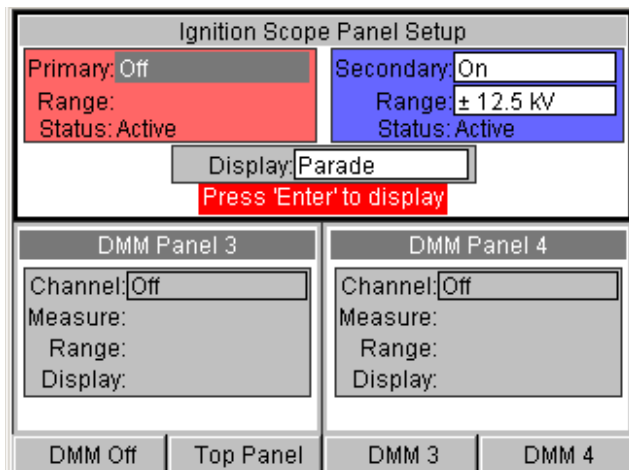 Ignition Scope Panel Setup
Primary: Off
Range:
Status: Active
Secondary: On
Range: ± 12.5 kV
Status: Active
Display: Parade
Press 'Enter' to display
DMM Panel 3
Channel: Off
Measure:
Range:
Display:
DMM Panel 4
Channel: Off
Measure:
Range:
Display:
DMM Off
Top Panel
DMM 3
DMM 4